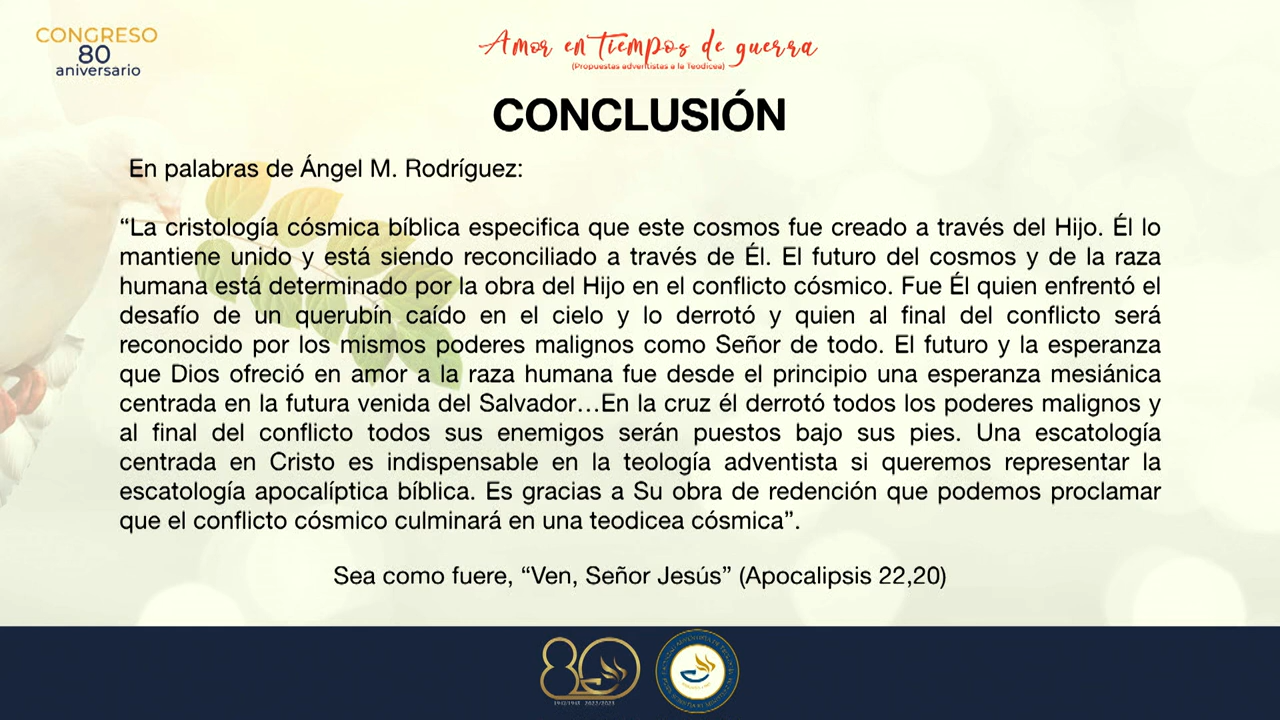 CONGRESO
80
aniversario
Amor en Tiempos de guerra
(Propuestas adventistas a la Teodicea)
CONCLUSIÓN
En palabras de Ángel M. Rodríguez:
“La cristología cósmica bíblica especifica que este cosmos fue creado a través del Hijo. Él lo
mantiene unido y está siendo reconciliado a través de Él. El futuro del cosmos y de la raza
humana está determinado por la obra del Hijo en el conflicto cósmico. Fue Él quien enfrentó el
desafío de un querubín caído en el cielo y lo derrotó y quien al final del conflicto será
reconocido por los mismos poderes malignos como Señor de todo. El futuro y la esperanza
que Dios ofreció en amor a la raza humana fue desde el principio una esperanza mesiánica
centrada en la futura venida del Salvador…En la cruz él derrotó todos los poderes malignos y
al final del conflicto todos sus enemigos serán puestos bajo sus pies. Una escatología
centrada en Cristo es indispensable en la teología adventista si queremos representar la
escatología apocalíptica bíblica. Es gracias a Su obra de redención que podemos proclamar
que el conflicto cósmico culminará en una teodicea cósmica”.
Sea como fuere, “Ven, Señor Jesús” (Apocalipsis 22,20)
80